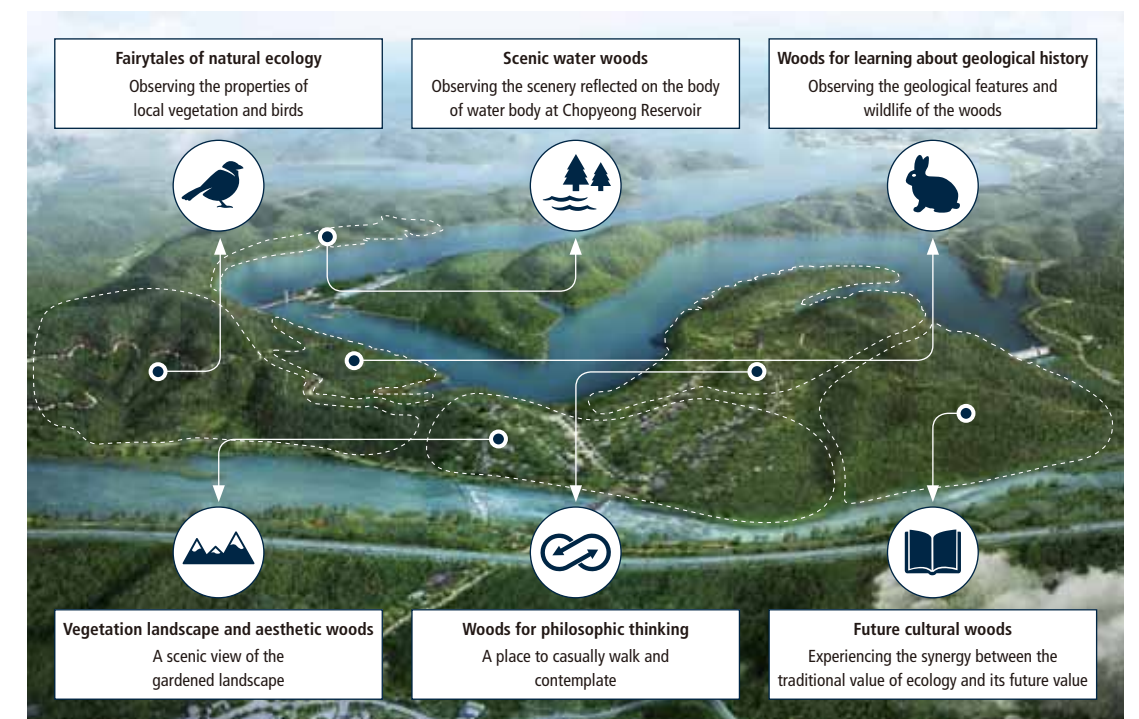 Fairytales of natural ecology
Observing the properties of
local vegetation and birds
Scenic water woods
Observing the scenery reflected on the body
of water body at Chopyeong Reservoir
Woods for learning about geological history
Observing the geological features and
wildlife of the woods
Vegetation landscape and aesthetic woods
A scenic view of the
gardened landscape
Woods for philosophic thinking
A place to casually walk and
contemplate
Future cultural woods
Experiencing the synergy between the
traditional value of ecology and its future value